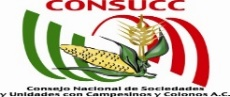 CONSUCC
Consejo Nacional de Sociedades
y Unidades con Campesinos y Colonos A.C.